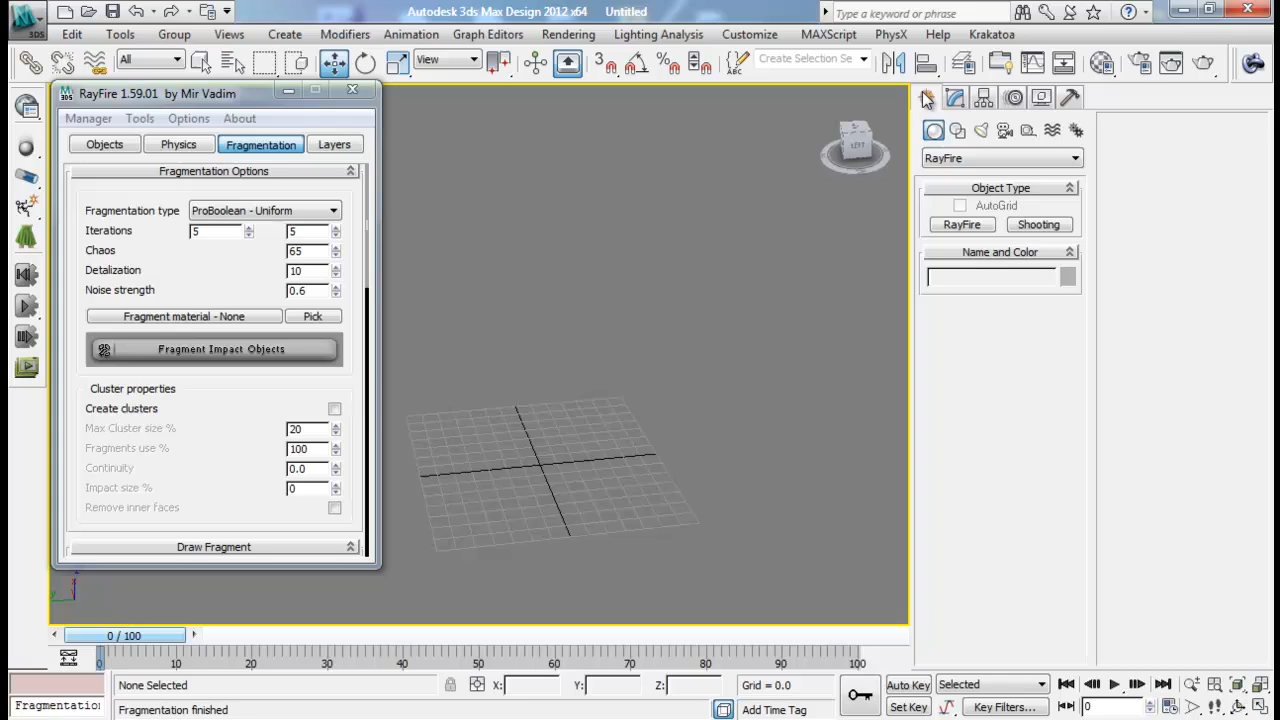 Autodesk 3ds Max Design 2012 x64 Untitled
Type a keyword or phrase
3DS
Edit Tools Group Views Create Modifiers Animation Graph Editors Rendering Lighting Analysis Customize MAXScript PhysX Help Krakatoa
All View 3 Create Selection Se
RayFire 1.59.01 by Mir Vadim
Manager Tools Options About
Objects Physics Fragmentation Layers
Fragmentation Options
Fragmentation type ProBoolean - Uniform
Iterations 5 5
Chaos 65
Detalization 10
Noise strength 0.6
Fragment material - None Pick
Fragment Impact Objects
Cluster properties
Create clusters
Max Cluster size % 20
Fragments use % 100
Continuity 0.0
Impact size % 0
Remove inner faces
Draw Fragment
LEFT
RayFire
Object Type
AutoGrid
RayFire Shooting
Name and Color
0 / 100
0 10 20 30 40 50 60 70 80 90 100
None Selected X: Y: Z: Grid = 0.0 Auto Key Selected
Fragmentation Fragmentation finished Add Time Tag Set Key Key Filters... 0